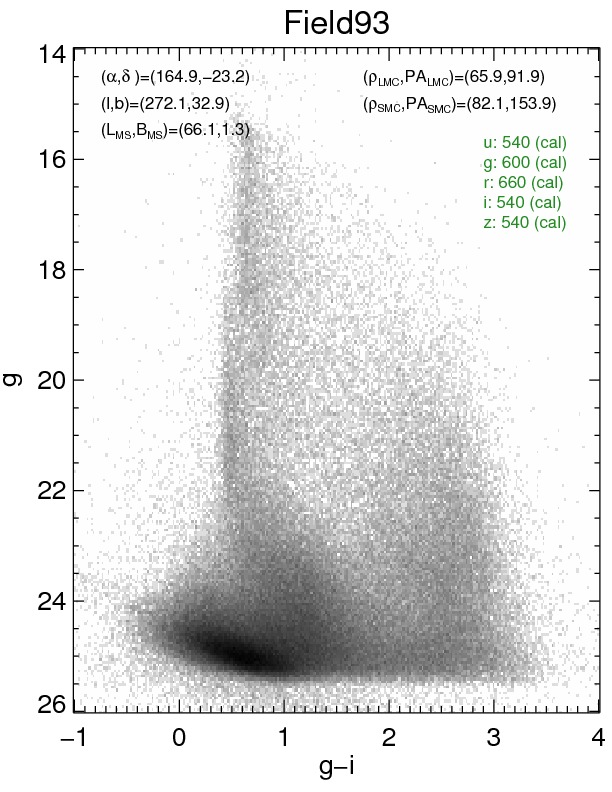 Field93
(α,δ )=(164.9,−23.2)
(ρLMC,PALMC)=(65.9,91.9)
(l,b)=(272.1,32.9)
(ρSMC,PASMC)=(82.1,153.9)
(LMS,BMS)=(66.1,1.3)
u: 540 (cal)
g: 600 (cal)
r: 660 (cal)
i: 540 (cal)
z: 540 (cal)
14
16
18
20
22
24
26
g
−1 0 1 2 3 4
g−i